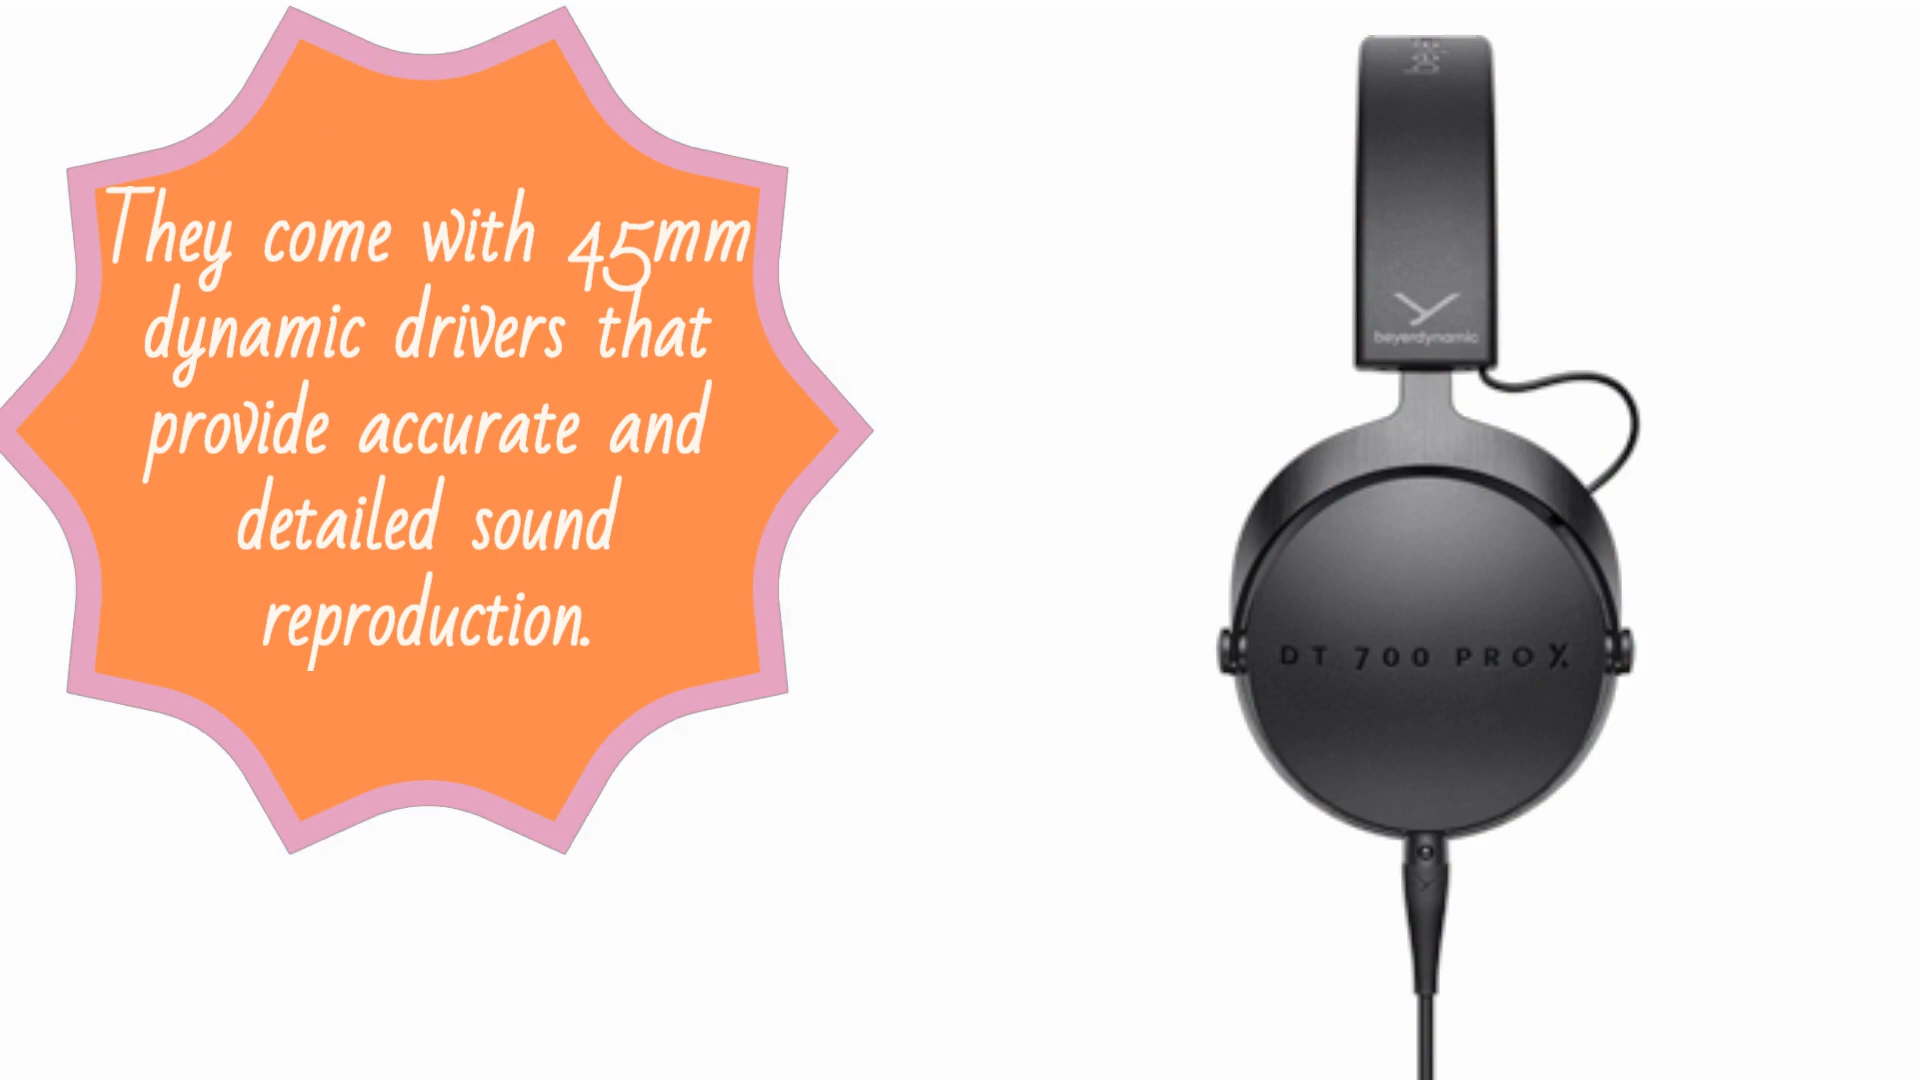 They come with 45mm
dynamic drivers that
provide accurate and
detailed sound
reproduction.
beyerdynamic
DT 700 PRO X